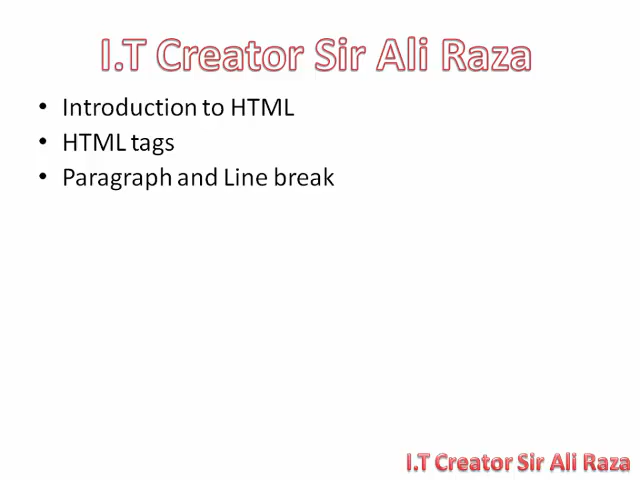 I.T Creator Sir Ali Raza
• Introduction to HTML
• HTML tags
• Paragraph and Line break
I.T Creator Sir Ali Raza